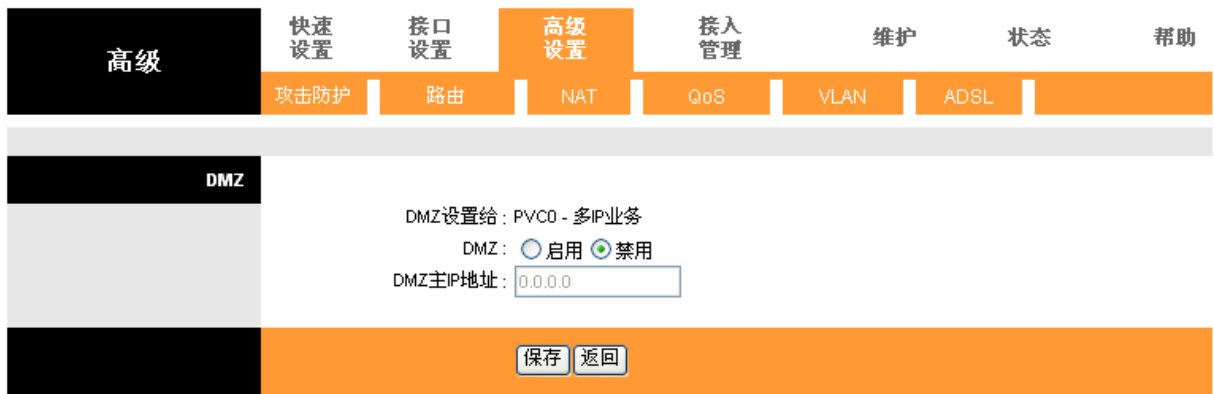 高级
快速设置
接口设置
高级设置
接入管理
维护
状态
帮助
攻击防护
路由
NAT
QoS
VLAN
ADSL
DMZ
DMZ设置给: PVC0 - 多IP业务
DMZ: 启用 禁用
DMZ主IP地址: 0.0.0.0
保存 返回